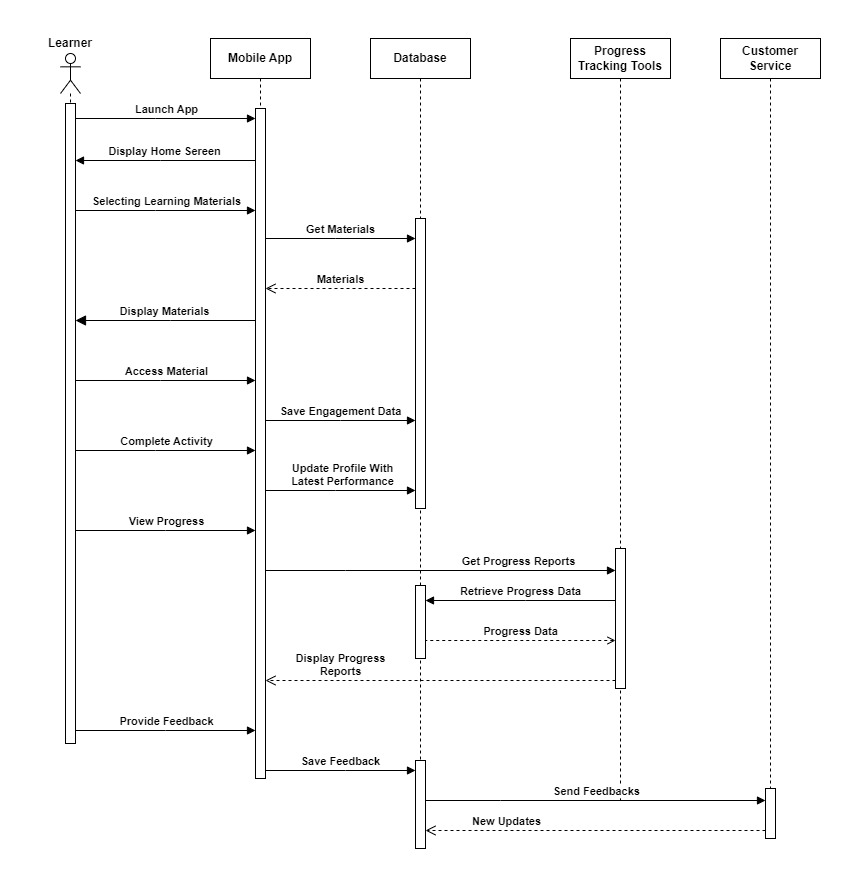 Learner
Mobile App
Database
Progress
Tracking Tools
Customer
Service
Launch App
Display Home Sereen
Selecting Learning Materials
Get Materials
Materials
Display Materials
Access Material
Save Engagement Data
Complete Activity
Update Profile With
Latest Performance
View Progress
Get Progress Reports
Retrieve Progress Data
Progress Data
Display Progress
Reports
Provide Feedback
Save Feedback
Send Feedbacks
New Updates